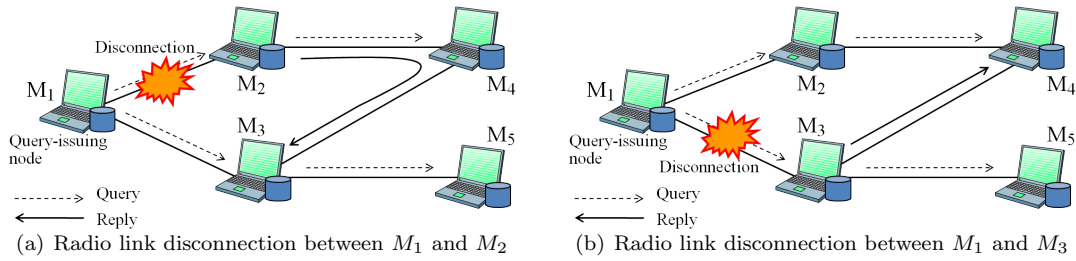 Disconnection
M2
M4
M1
Query-issuing
node
M3
M5
Query
Reply
(a) Radio link disconnection between M1 and M2
M2
M4
M1
Query-issuing
node
M3
M5
Disconnection
Query
Reply
(b) Radio link disconnection between M1 and M3